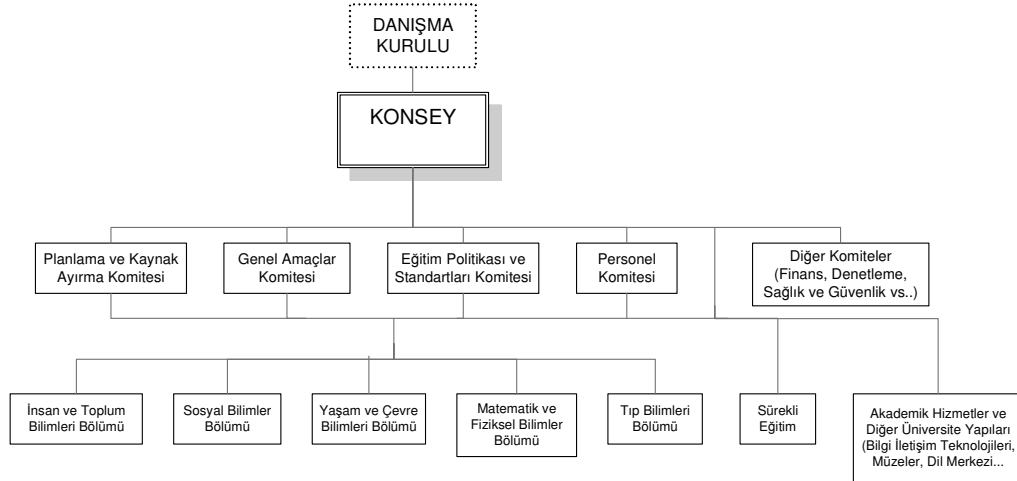 DANIŞMA
KURULU
KONSEY
Planlama ve Kaynak
Ayırma Komitesi
Genel Amaçlar
Komitesi
Eğitim Politikası ve
Standartları Komitesi
Personel
Komitesi
Diğer Komiteler
(Finans, Denetleme,
Sağlık ve Güvenlik vs..)
İnsan ve Toplum
Bilimleri Bölümü
Sosyal Bilimler
Bölümü
Yaşam ve Çevre
Bilimleri Bölümü
Matematik ve
Fiziksel Bilimler
Bölümü
Tıp Bilimleri
Bölümü
Sürekli
Eğitim
Akademik Hizmetler ve
Diğer Üniversite Yapıları
(Bilgi İletişim Teknolojileri,
Müzeler, Dil Merkezi...